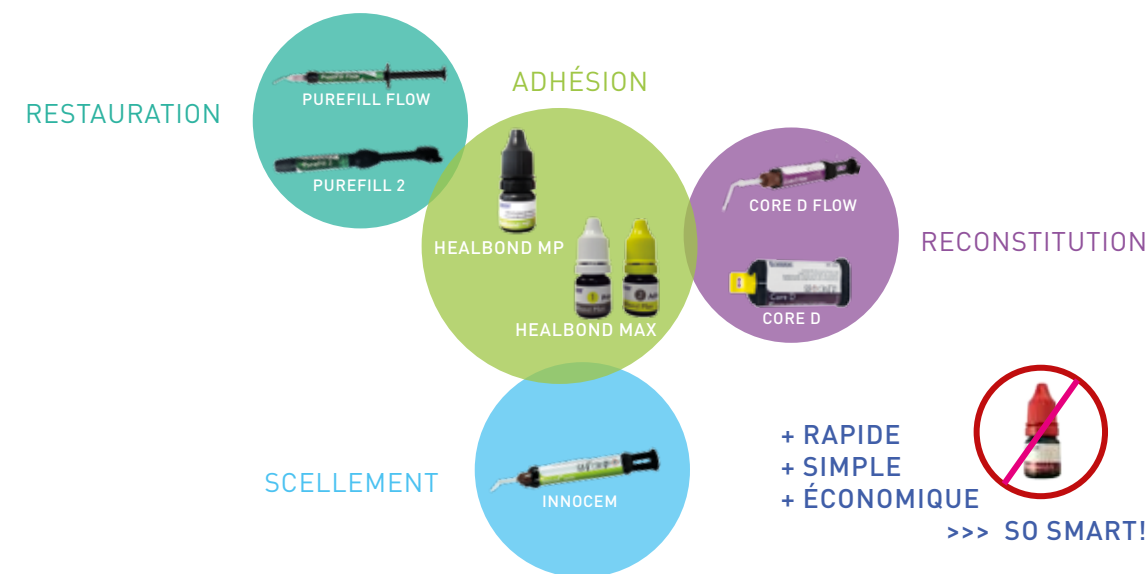 ADHÉSION
RESTAURATION
PUREFILL FLOW
PUREFILL 2
HEALBOND MP
HEALBOND MAX
CORE D FLOW
CORE D
RECONSTITUTION
SCELLEMENT
INNOCEM
+ RAPIDE
+ SIMPLE
+ ÉCONOMIQUE
>>> SO SMART!